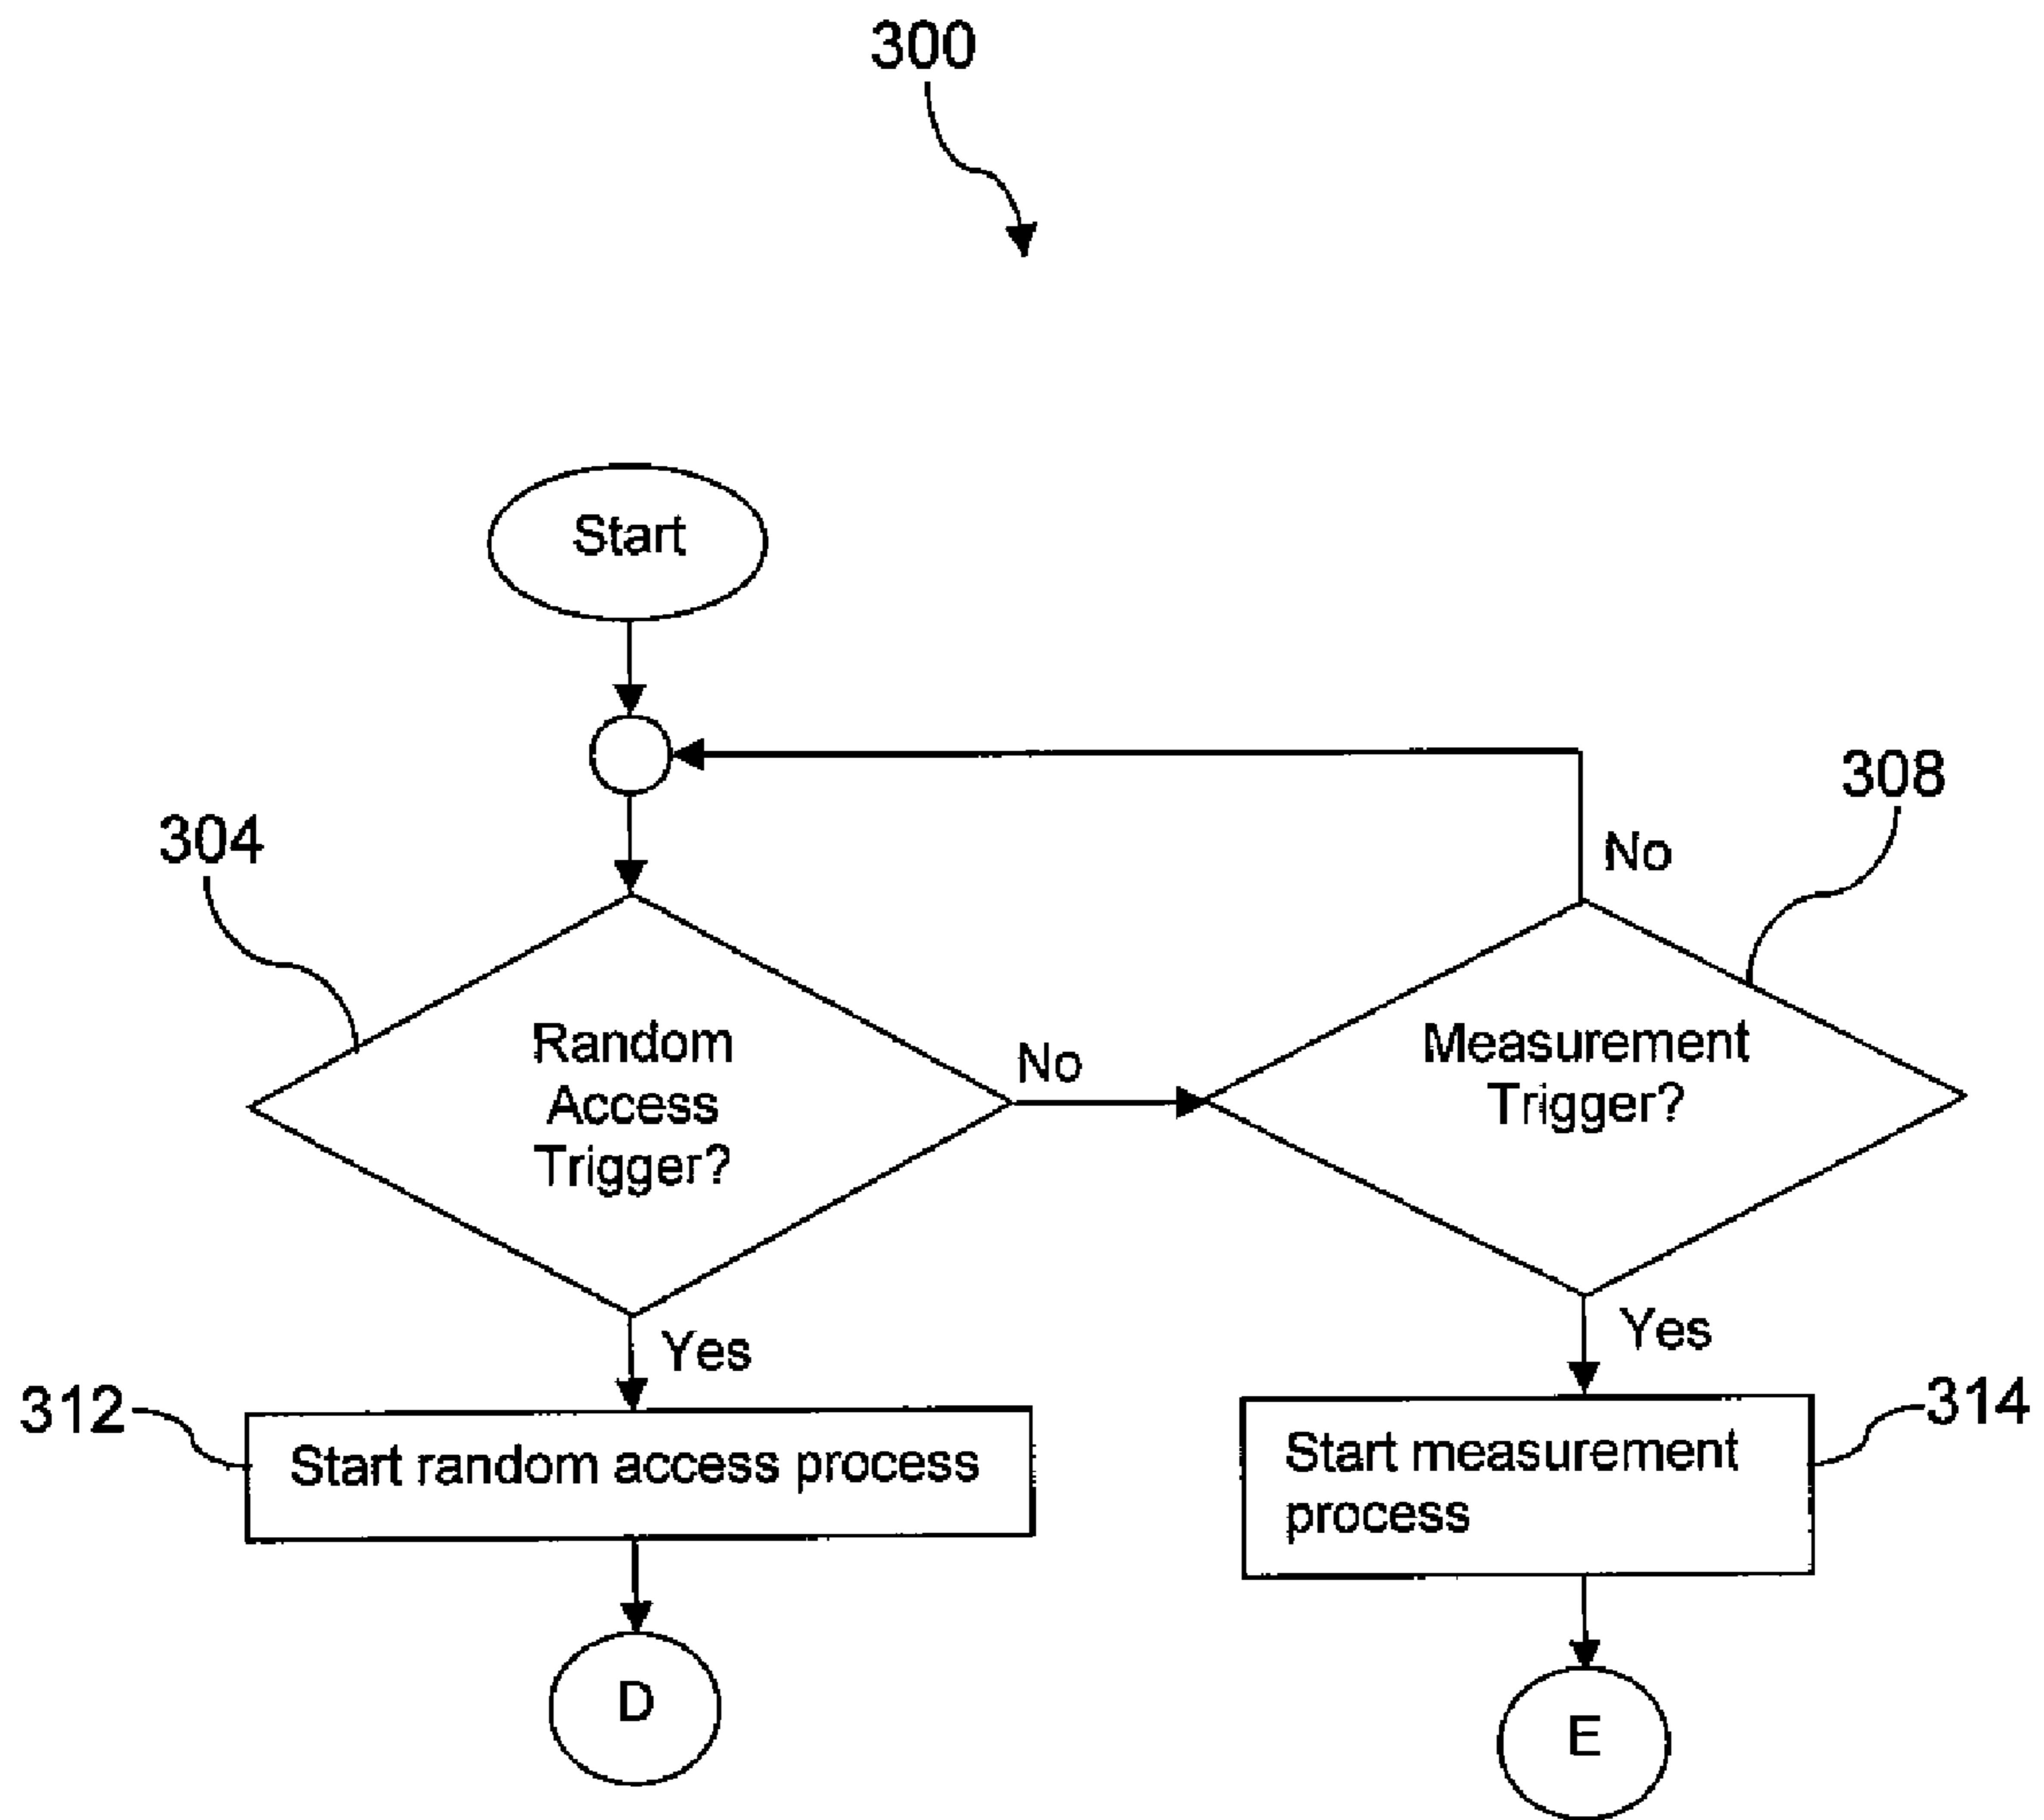 300
Start
304
308
No
Random
Access
Trigger?
No
Measurement
Trigger?
Yes
Yes
312
Start random access process
Start measurement
process
314
D
E